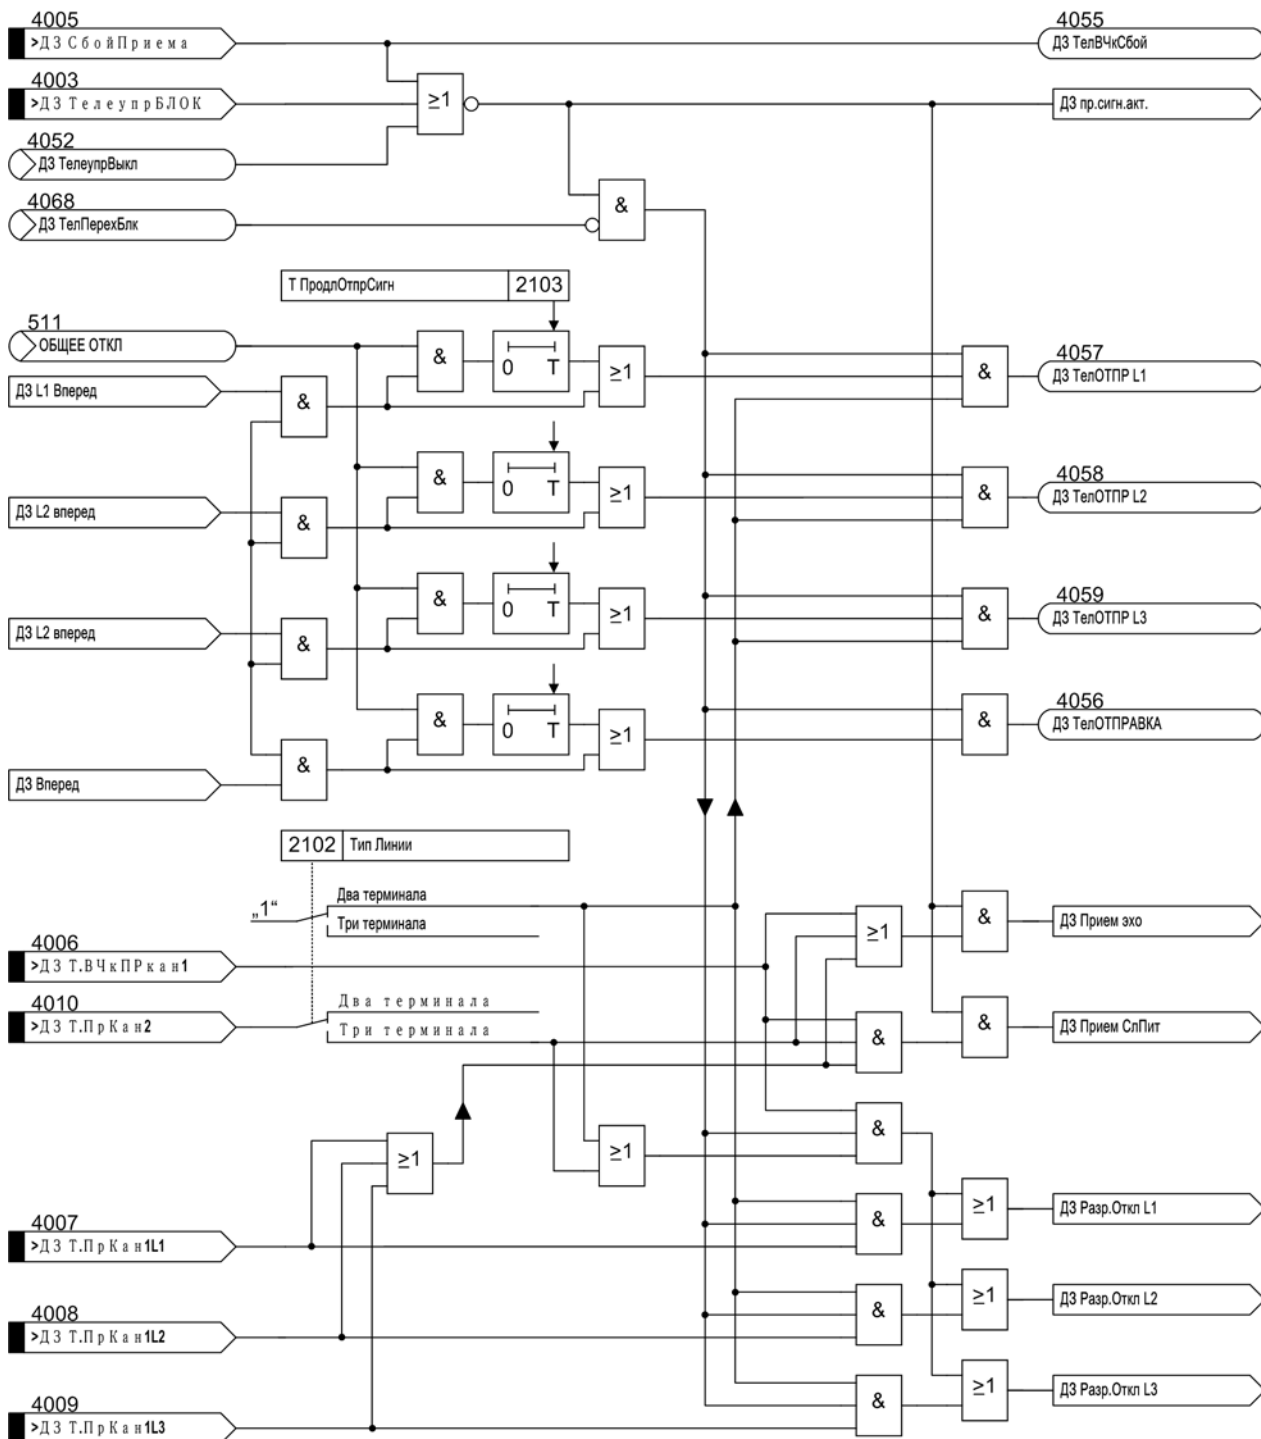 4005
>ДЗ СбойПриема
4055
ДЗ ТелВЧкСбой
4003
>ДЗ ТелеупрБЛОК
≥1
ДЗ пр.сигн.акт.
4052
ДЗ ТелеупрВыкл
4068
ДЗ ТелПерехБлк
&
Т ПродлОтпрСигн 2103
511
ОБЩЕЕ ОТКЛ
&
0 T
≥1
&
4057
ДЗ ТелОТПР L1
ДЗ L1 Вперед
&
&
0 T
≥1
&
4058
ДЗ ТелОТПР L2
ДЗ L2 вперед
&
&
0 T
≥1
&
4059
ДЗ ТелОТПР L3
ДЗ L2 вперед
&
&
0 T
≥1
&
4056
ДЗ ТелОТПРАВКА
ДЗ Вперед
&
2102 Тип Линии
„1“
Два терминала
Три терминала
≥1
&
ДЗ Прием эхо
4006
>ДЗ Т.ВЧкПРкан1
4010
>ДЗ Т.ПрКан2
Два терминала
Три терминала
&
&
ДЗ Прием СлПит
≥1
≥1
&
4007
>ДЗ Т.ПрКан1L1
&
≥1
ДЗ Разр.Откл L1
4008
>ДЗ Т.ПрКан1L2
&
≥1
ДЗ Разр.Откл L2
4009
>ДЗ Т.ПрКан1L3
&
≥1
ДЗ Разр.Откл L3